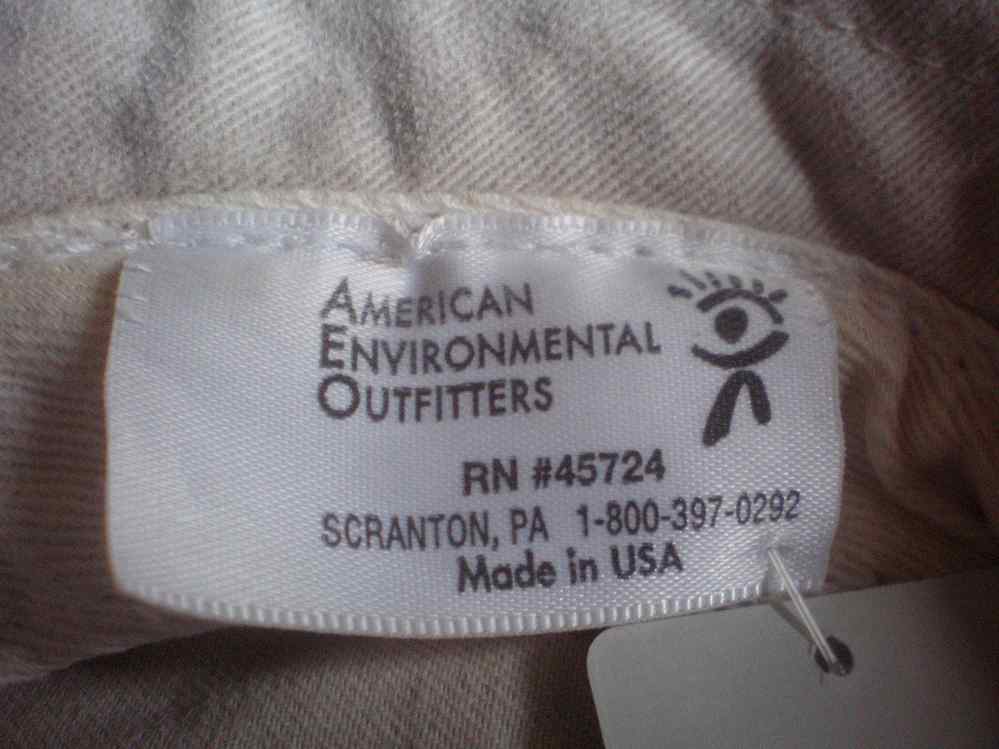 AMERICAN
ENVIRONMENTAL
OUTFITTERS
RN #45724
SCRANTON, PA 1-800-397-0292
Made in USA